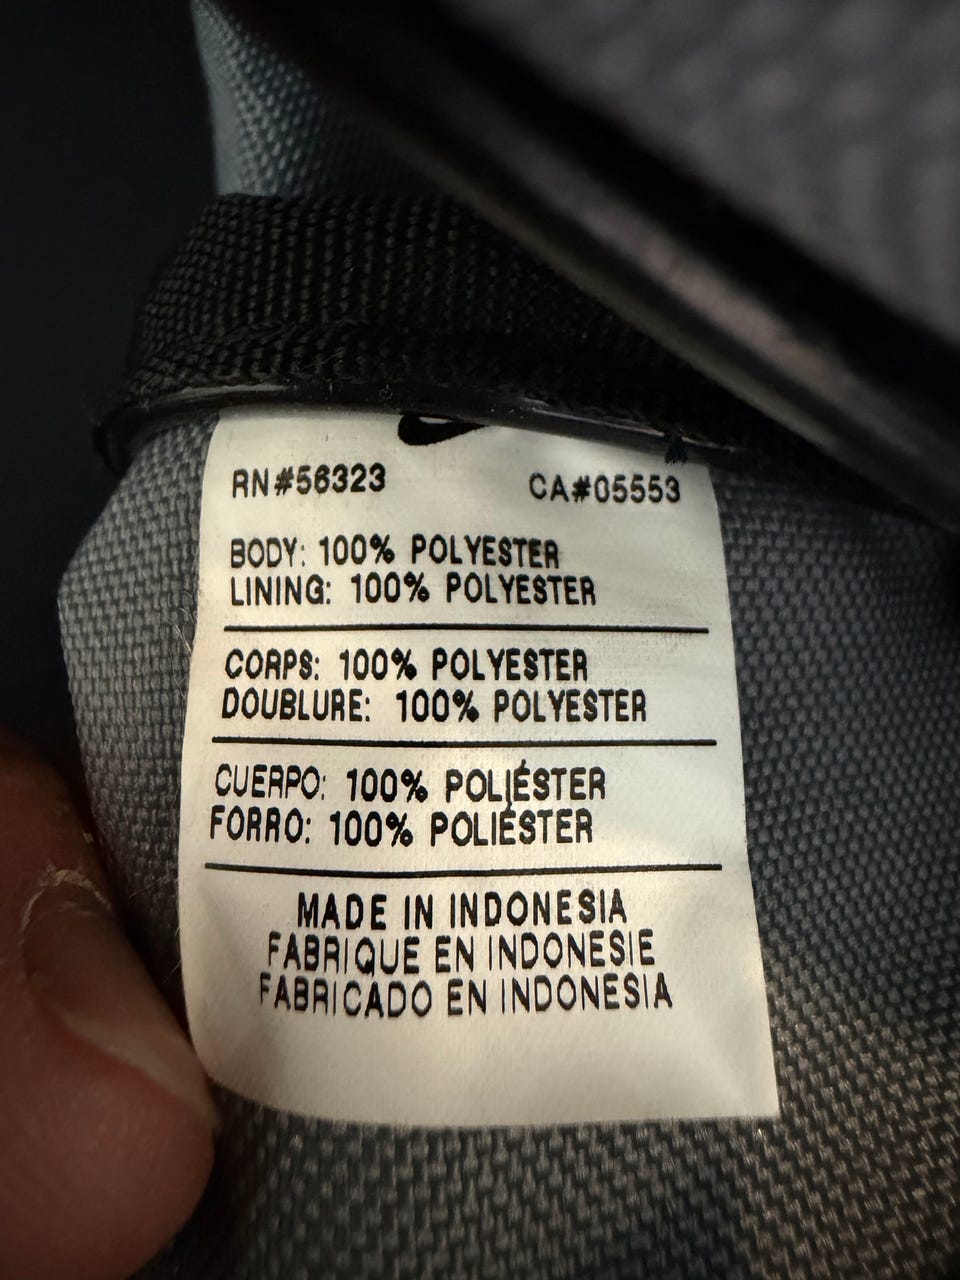 RN#56323 CA#05553
BODY: 100% POLYESTER
LINING: 100% POLYESTER
CORPS: 100% POLYESTER
DOUBLURE: 100% POLYESTER
CUERPO: 100% POLIÉSTER
FORRO: 100% POLIÉSTER
MADE IN INDONESIA
FABRIQUE EN INDONESIE
FABRICADO EN INDONESIA